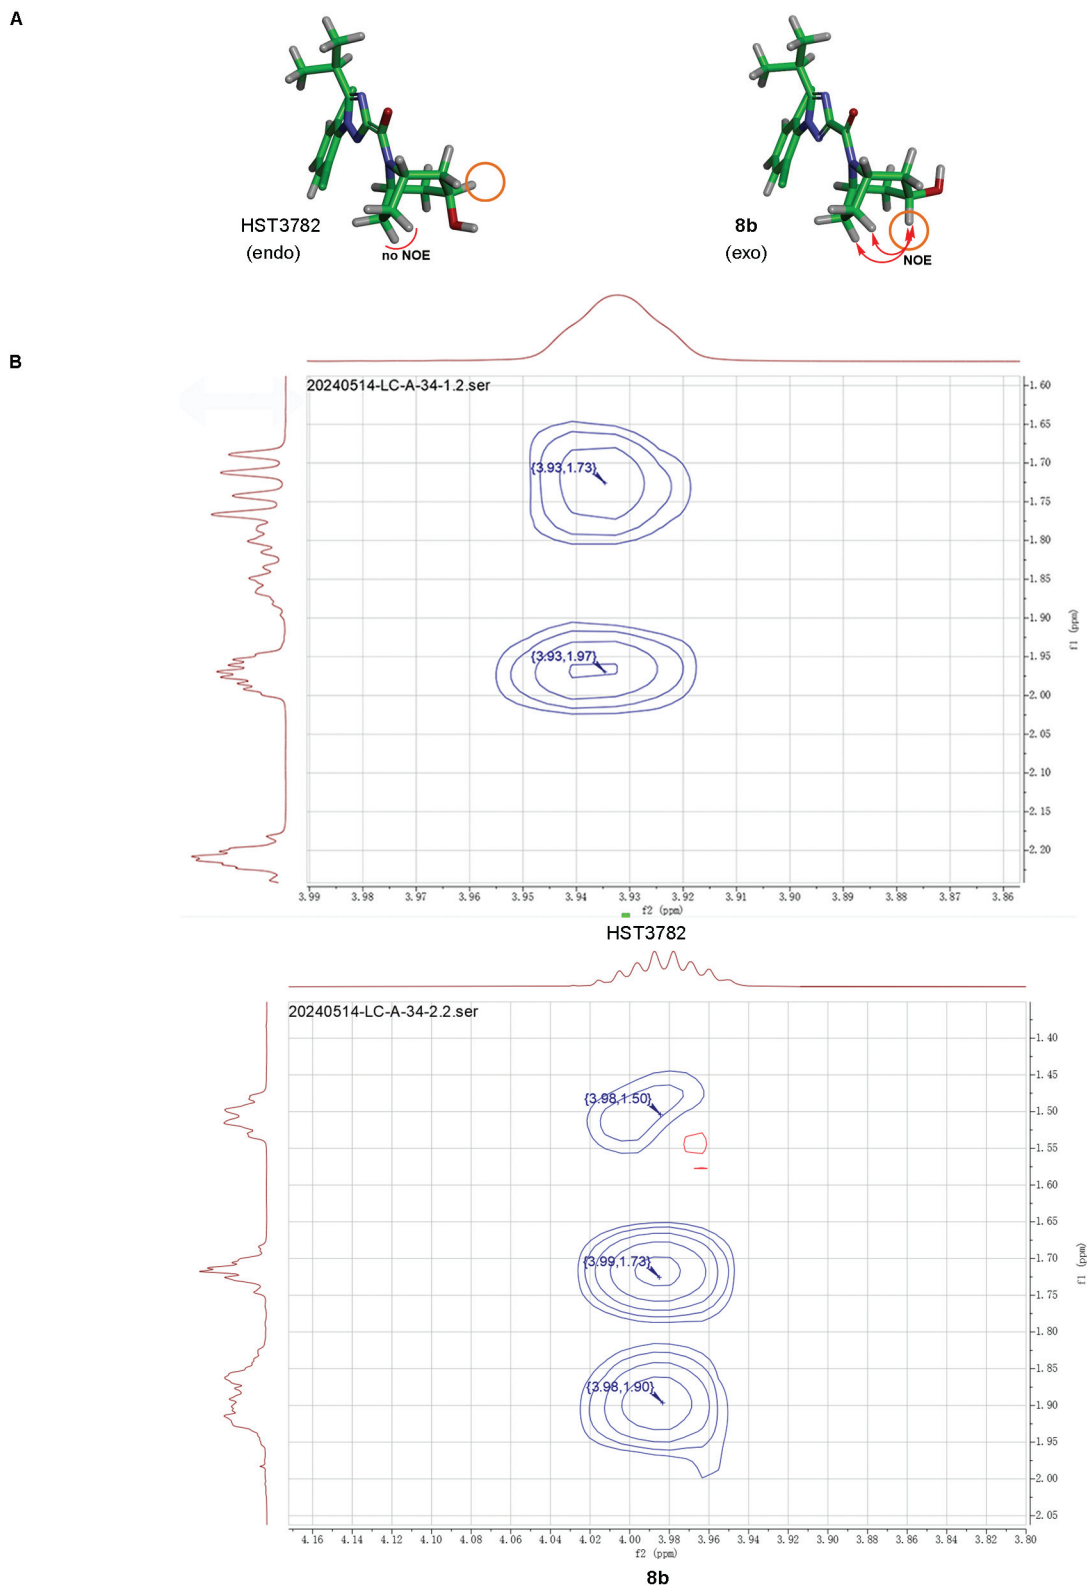 A
HST3782
(endo)
no NOE
8b
(exo)
NOE
B
20240514-LC-A-34-1.2.ser
{3.93,1.73}
{3.93,1.97}
1.60
1.65
1.70
1.75
1.80
1.85
1.90
1.95
2.00
2.05
2.10
2.15
2.20
f1 (ppm)
3.99 3.98 3.97 3.96 3.95 3.94 3.93 3.92 3.91 3.90 3.89 3.88 3.87 3.86
f2 (ppm)
HST3782
20240514-LC-A-34-2.2.ser
{3.98,1.50}
{3.99,1.73}
{3.98,1.90}
1.40
1.45
1.50
1.55
1.60
1.65
1.70
1.75
1.80
1.85
1.90
1.95
2.00
2.05
f1 (ppm)
4.16 4.14 4.12 4.10 4.08 4.06 4.04 4.02 4.00 3.98 3.96 3.94 3.92 3.90 3.88 3.86 3.84 3.82 3.80
f2 (ppm)
8b